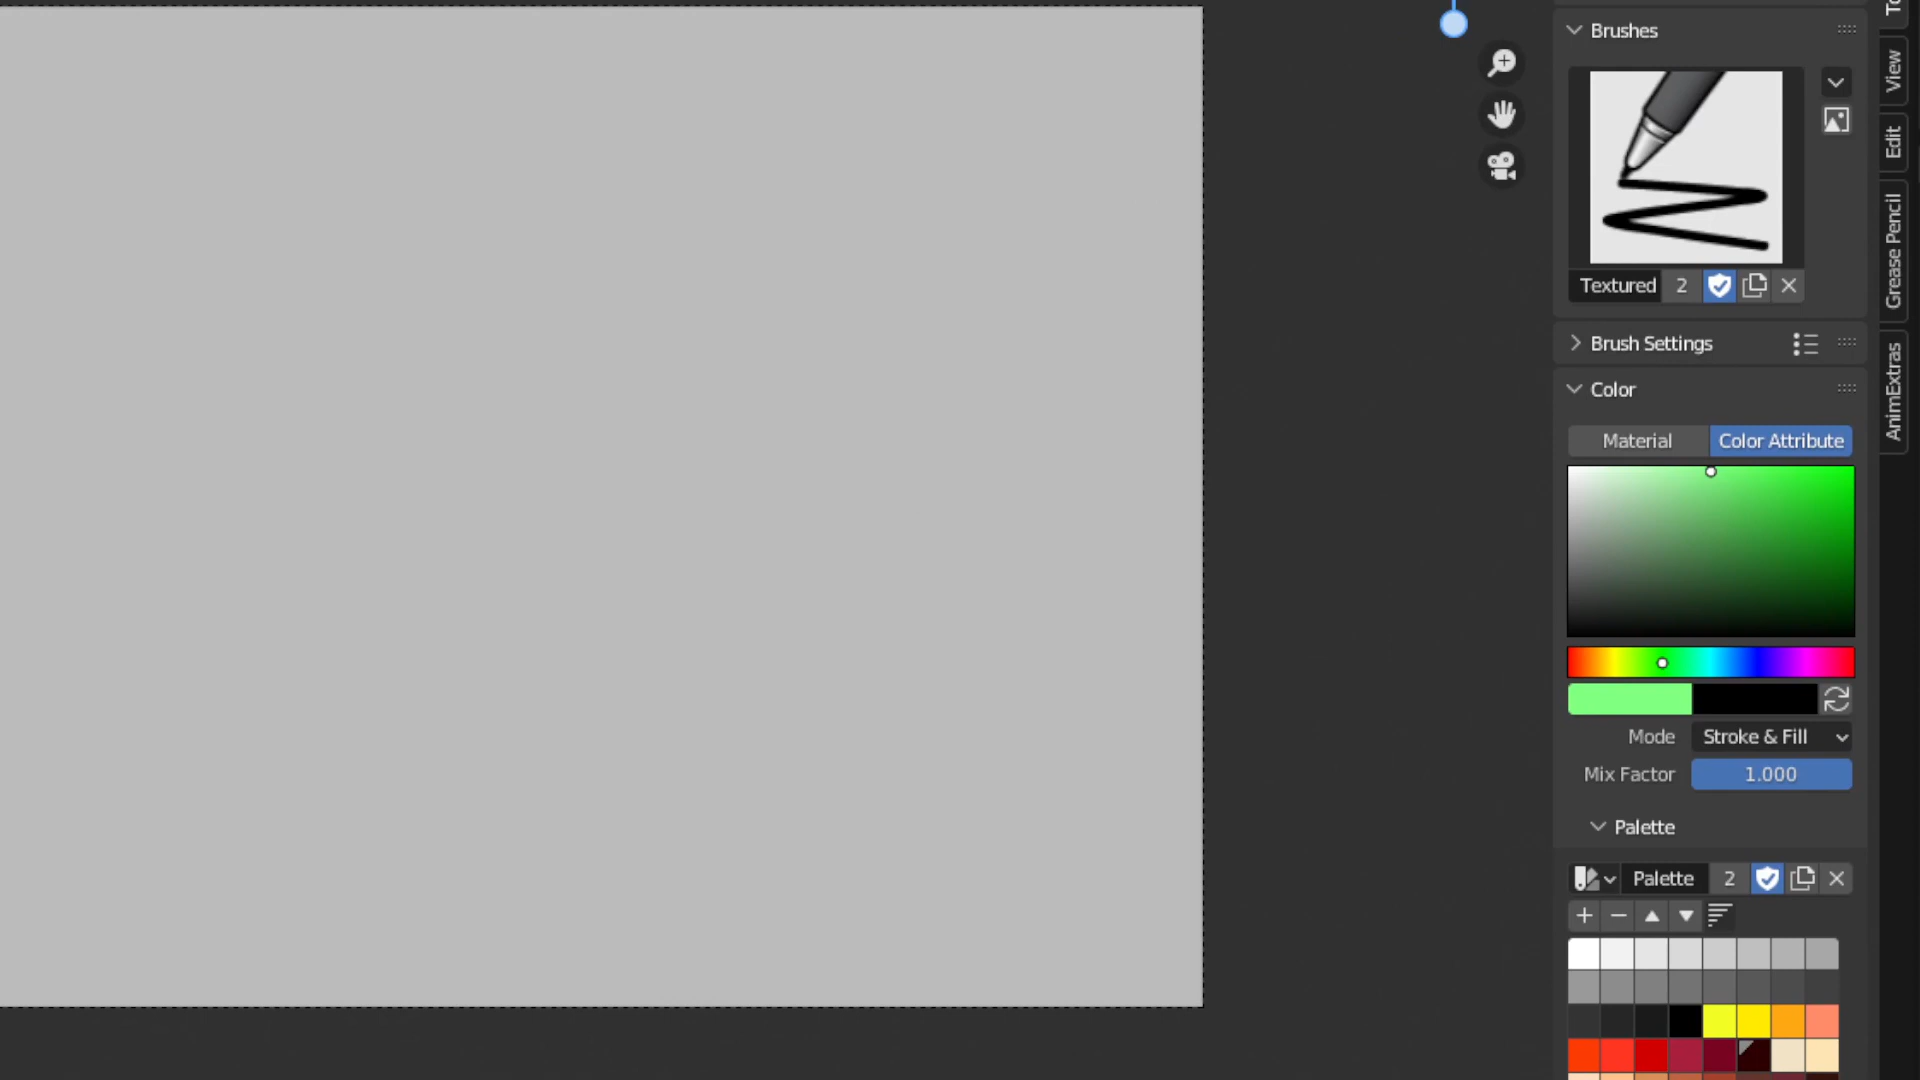 Brushes
Textured 2
Brush Settings
Color
Material Color Attribute
Mode Stroke & Fill
Mix Factor 1.000
Palette
Palette 2
View
Edit
Grease Pencil
AnimExtras